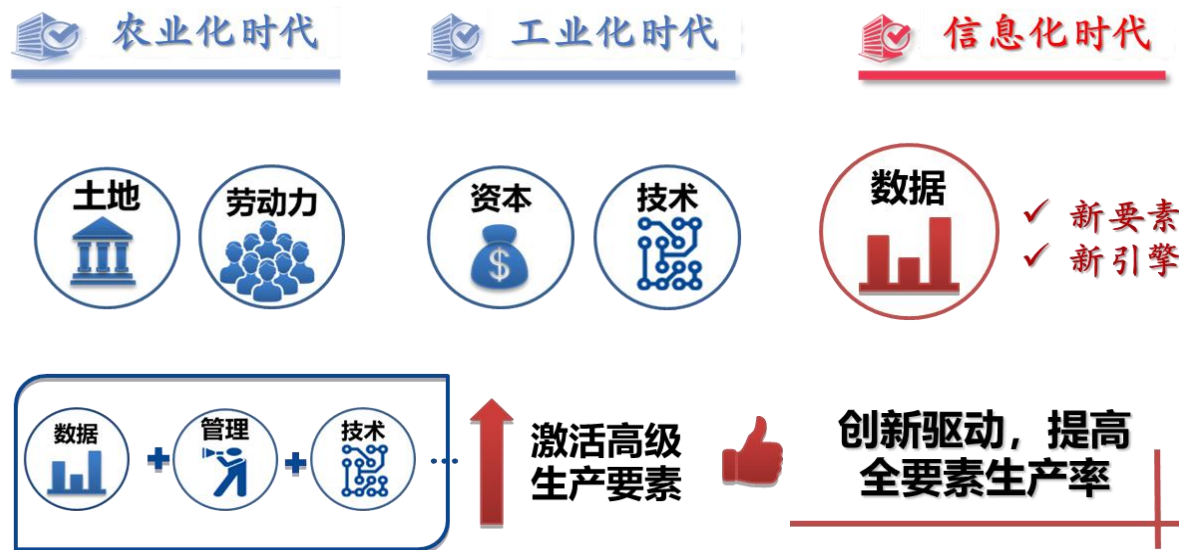 农业化时代
工业化时代
信息化时代
土地
劳动力
资本
技术
数据
✓ 新要素
✓ 新引擎
数据
+
管理
+
技术
...
激活高级
生产要素
创新驱动，提高
全要素生产率